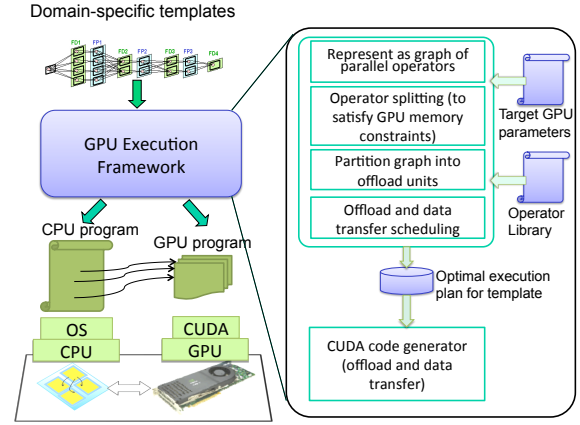 Domain-specific templates
FD1 FP1 FD2 FP2 FD3 FP3 FD4
GPU Execution
Framework
CPU program
GPU program
OS
CPU
CUDA
GPU
Represent as graph of
parallel operators
Operator splitting (to
satisfy GPU memory
constraints)
Partition graph into
offload units
Offload and data
transfer scheduling
Target GPU
parameters
Operator
Library
Optimal execution
plan for template
CUDA code generator
(offload and data
transfer)